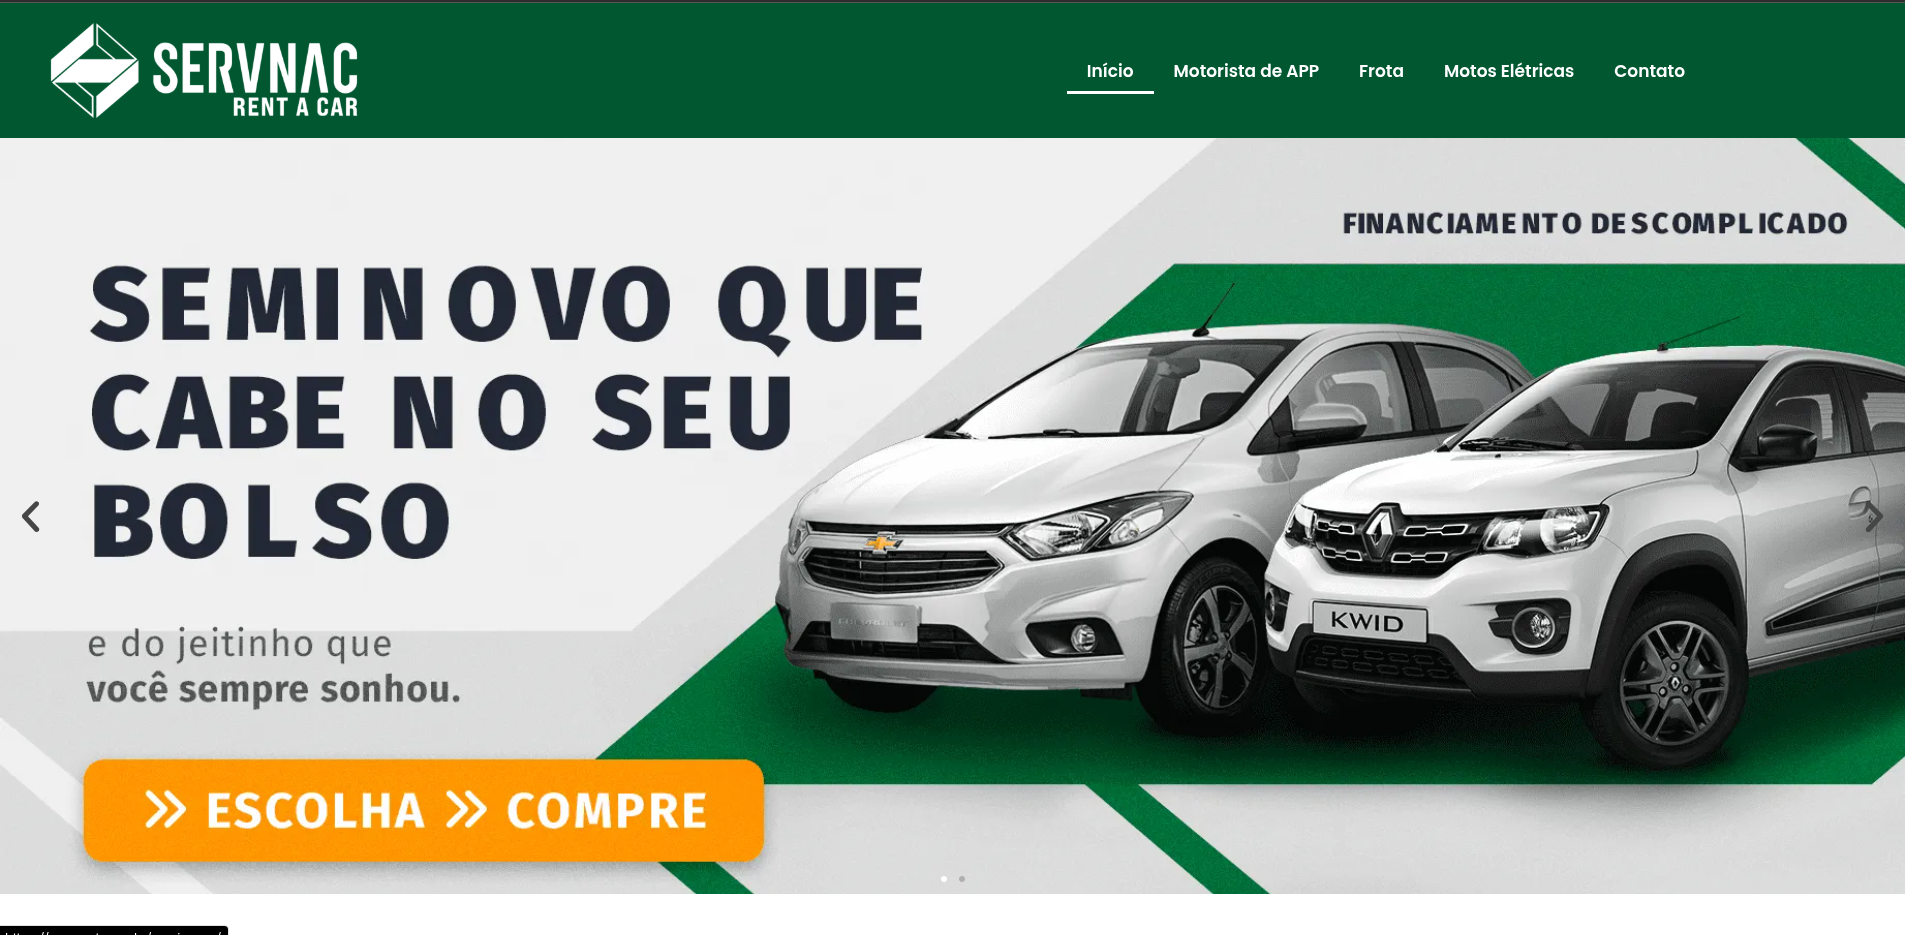 SERVNAC
RENT A CAR
Início Motorista de APP Frota Motos Elétricas Contato
FINANCIAMENTO DESCOMPLICADO
SEMINOVO QUE
CABE NO SEU
BOLSO
e do jeitinho que
você sempre sonhou.
ESCOLHA COMPRE
CHEVROLET
KWID